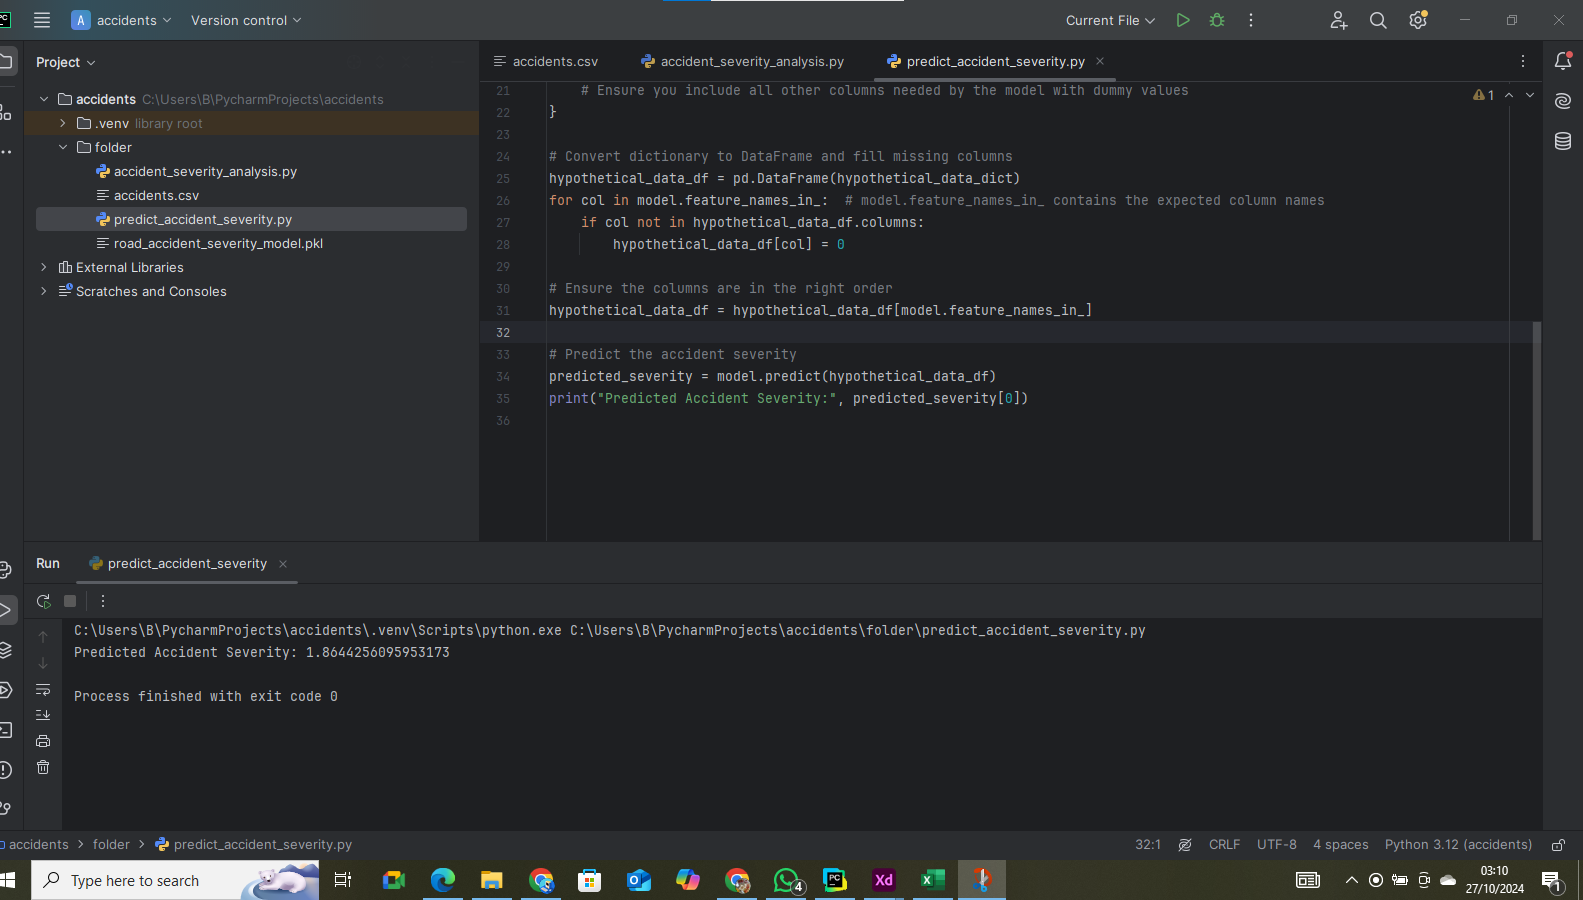 PC
A accidents Version control
Current File
Project
accidents C:\Users\B\PycharmProjects\accidents
.venv library root
folder
accident_severity_analysis.py
accidents.csv
predict_accident_severity.py
road_accident_severity_model.pkl
External Libraries
Scratches and Consoles
accidents.csv accident_severity_analysis.py predict_accident_severity.py
1
21 # Ensure you include all other columns needed by the model with dummy values
22 }
23
24 # Convert dictionary to DataFrame and fill missing columns
25 hypothetical_data_df = pd.DataFrame(hypothetical_data_dict)
26 for col in model.feature_names_in_: # model.feature_names_in_ contains the expected column names
27 if col not in hypothetical_data_df.columns:
28 hypothetical_data_df[col] = 0
29
30 # Ensure the columns are in the right order
31 hypothetical_data_df = hypothetical_data_df[model.feature_names_in_]
32
33 # Predict the accident severity
34 predicted_severity = model.predict(hypothetical_data_df)
35 print("Predicted Accident Severity:", predicted_severity[0])
36
Run predict_accident_severity
C:\Users\B\PycharmProjects\accidents\.venv\Scripts\python.exe C:\Users\B\PycharmProjects\accidents\folder\predict_accident_severity.py
Predicted Accident Severity: 1.8644256095953173
Process finished with exit code 0
accidents > folder > predict_accident_severity.py
32:1 CRLF UTF-8 4 spaces Python 3.12 (accidents)
Type here to search
4
PC
Xd
03:10
27/10/2024
1